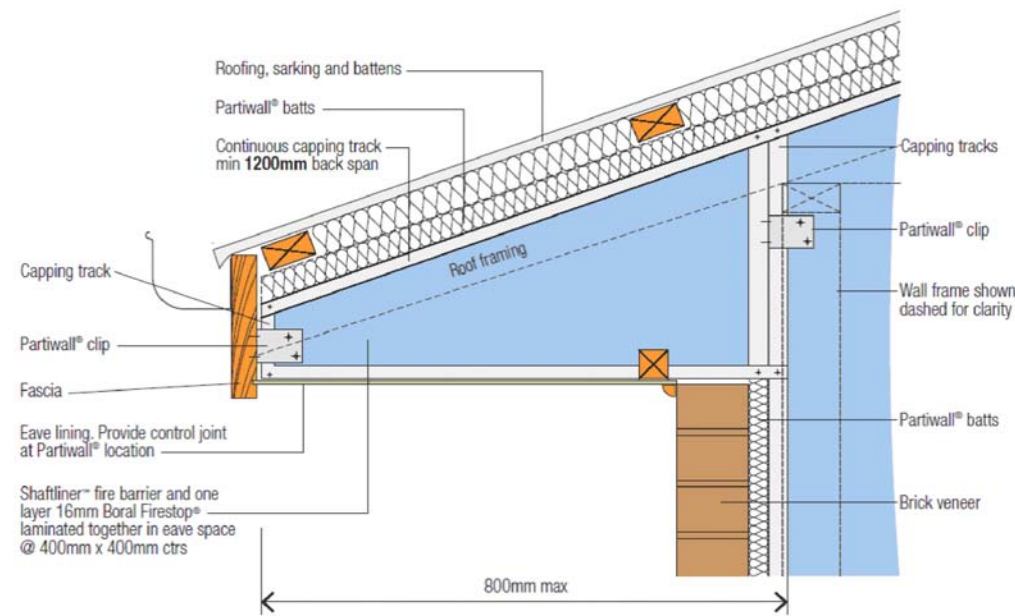 Roofing, sarking and battens
Partiwall® batts
Continuous capping track
min 1200mm back span
Capping track
Partiwall® clip
Fascia
Eave lining. Provide control joint
at Partiwall® location
Shaftliner™ fire barrier and one
layer 16mm Boral Firestop®
laminated together in eave space
@ 400mm x 400mm ctrs
Roof framing
Capping tracks
Partiwall® clip
Wall frame shown
dashed for clarity
Partiwall® batts
Brick veneer
800mm max